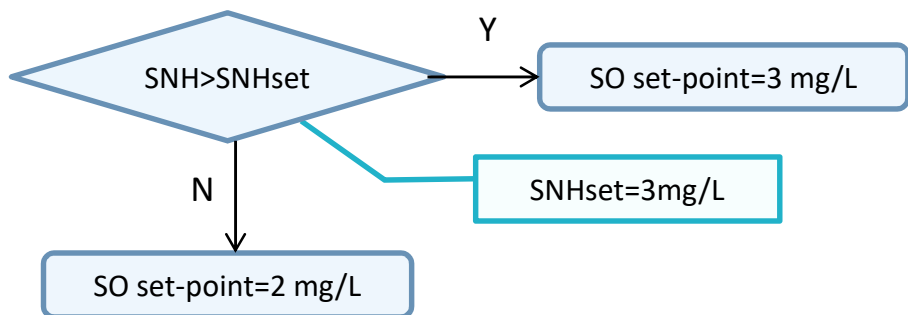 Y
SNH>SNHset
SO set-point=3 mg/L
N
SNHset=3mg/L
SO set-point=2 mg/L